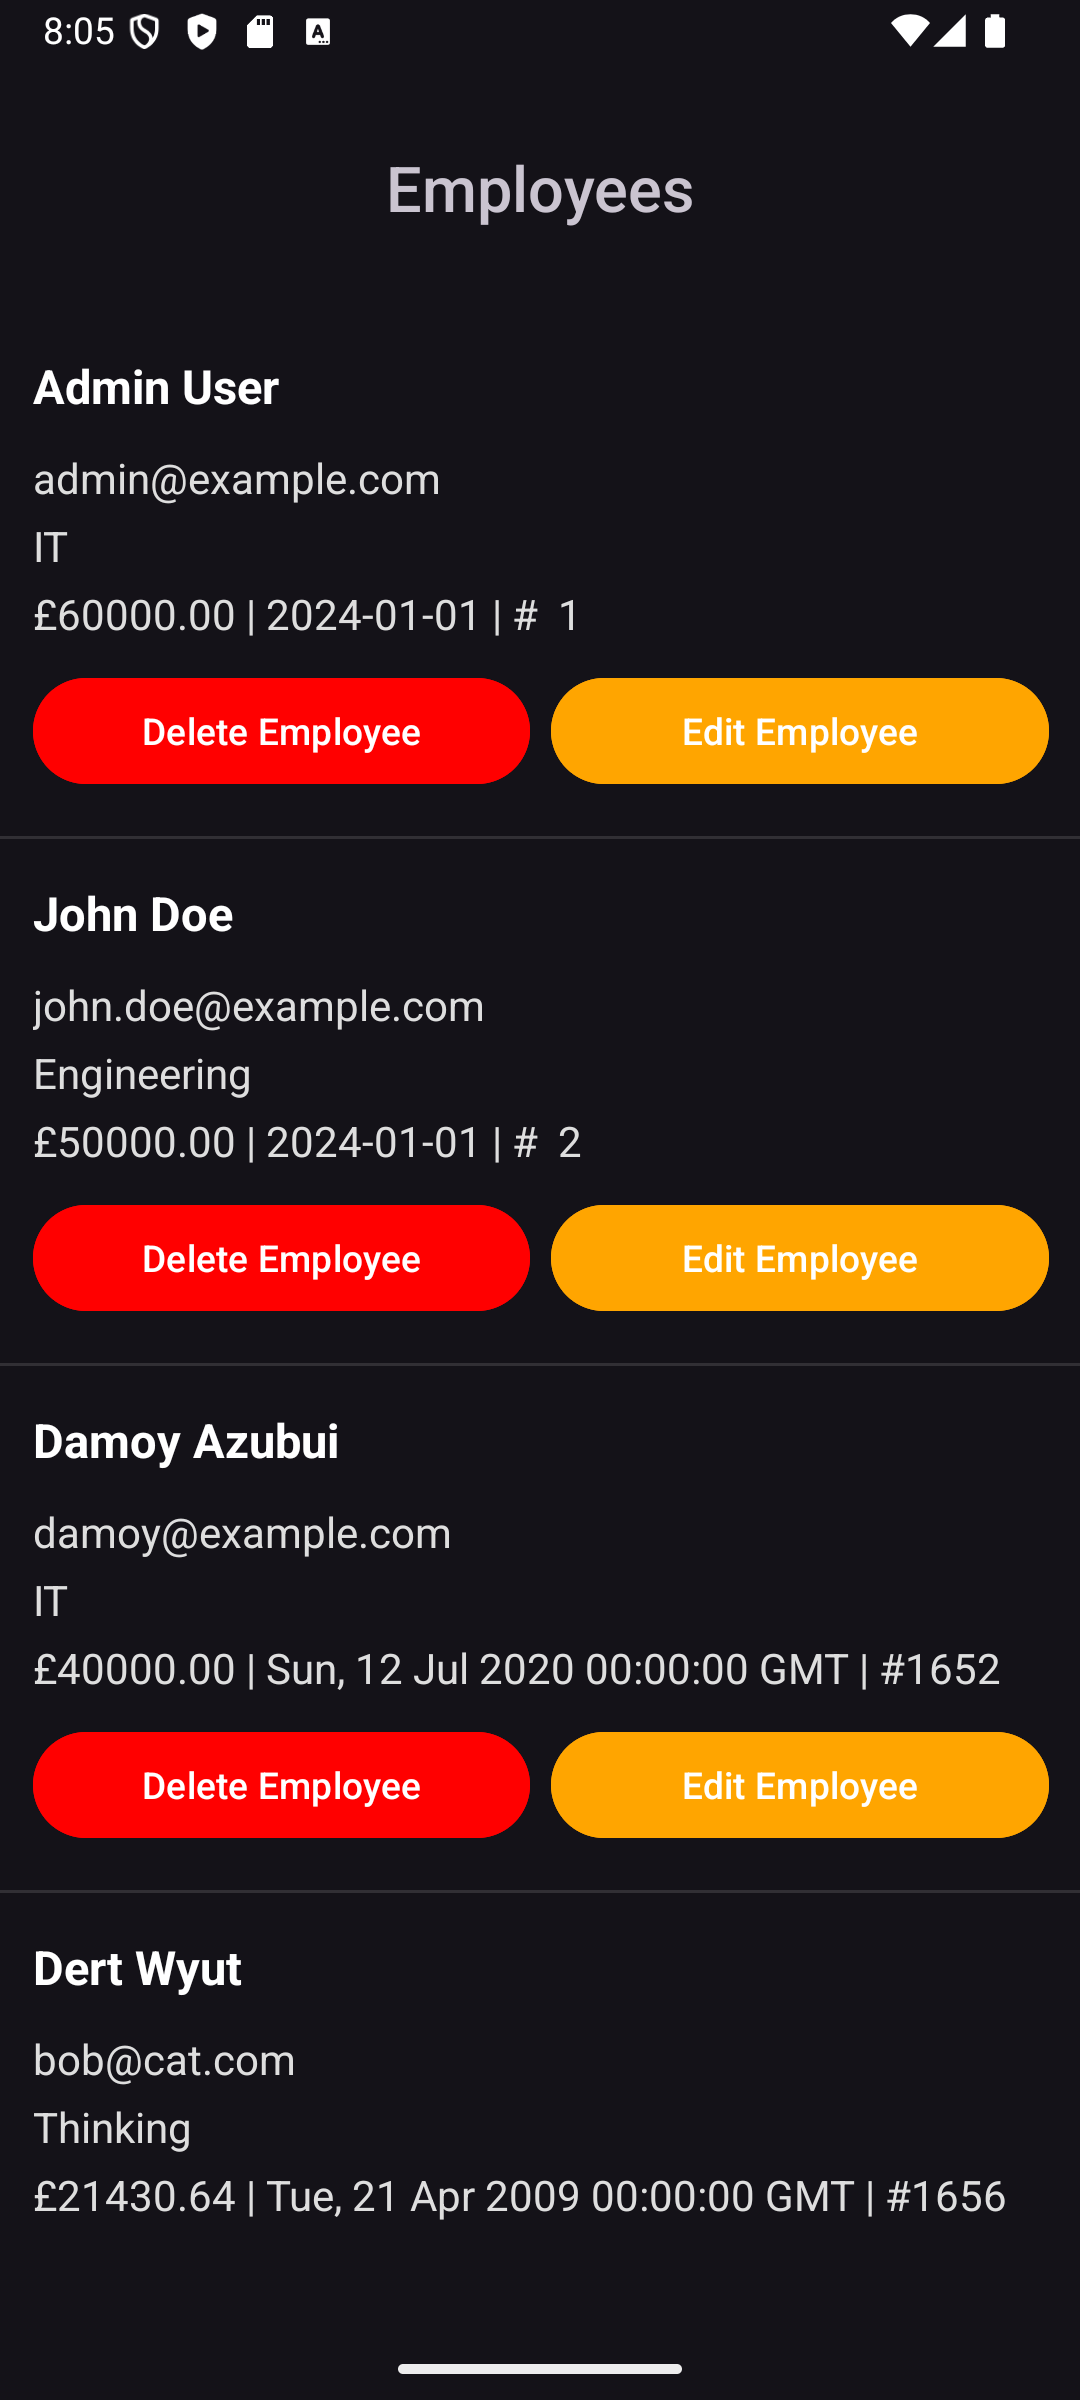 8:05
Employees
Admin User
admin@example.com
IT
£60000.00 | 2024-01-01 | #  1
Delete Employee
Edit Employee
John Doe
john.doe@example.com
Engineering
£50000.00 | 2024-01-01 | #  2
Delete Employee
Edit Employee
Damoy Azubui
damoy@example.com
IT
£40000.00 | Sun, 12 Jul 2020 00:00:00 GMT | #1652
Delete Employee
Edit Employee
Dert Wyut
bob@cat.com
Thinking
£21430.64 | Tue, 21 Apr 2009 00:00:00 GMT | #1656